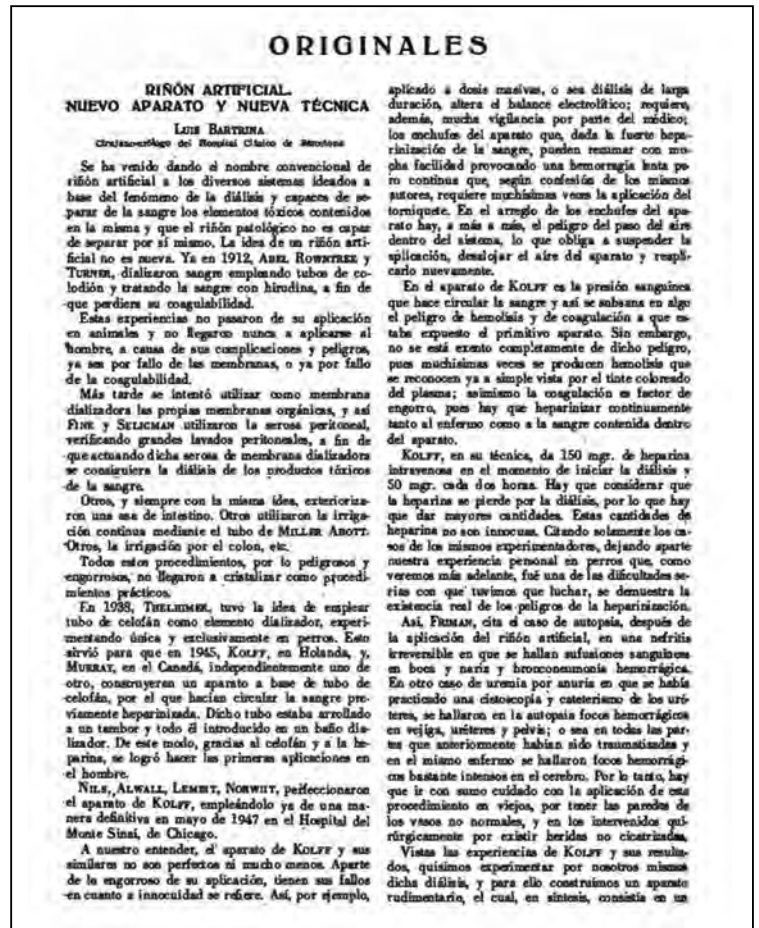 ORIGINALES
RIÑÓN ARTIFICIAL.
NUEVO APARATO Y NUEVA TÉCNICA
LUIS BARTRINA
Cirujano-urólogo del Hospital Clínico de Barcelona
Se ha venido dando el nombre convencional de
riñón artificial a los diversos sistemas ideados a
base del fenómeno de la diálisis y capaces de se-
parar de la sangre los elementos tóxicos contenidos
en la misma y que el riñón patológico no es capaz
de separar por sí mismo. La idea de un riñón arti-
ficial no es nueva. Ya en 1912, ABEL ROWNTREE y
TURNER, dializaron sangre empleando tubos de co-
lodión y tratando la sangre con hirudina, a fin de
que perdiera su coagulabilidad.
Estas experiencias no pasaron de su aplicación
en animales y no llegaron nunca a aplicarse al
hombre, a causa de sus complicaciones y peligros,
ya sea por fallo de las membranas, o ya por fallo
de la coagulabilidad.
Más tarde se intentó utilizar como membrana
dializadora las propias membranas orgánicas, y así
FINE y SELICMAN utilizaron la serosa peritoneal,
verificando grandes lavados peritoneales, a fin de
que actuando dicha serosa de membrana dializadora
se consiguiera la diálisis de los productos tóxicos
de la sangre.
Otros, y siempre con la misma idea, exterioriza-
ron una asa de intestino. Otros utilizaron la irriga-
ción continua mediante el tubo de MILLER ABOTT.
Otros, la irrigación por el colon, etc.
Todos estos procedimientos, por lo peligrosos y
engorrosos, no llegaron a cristalizar como procedi-
mientos prácticos.
En 1938, THELHIMER, tuvo la idea de emplear
tubo de celofán como elemento dializador, experi-
mentando única y exclusivamente en perros. Esto
sirvió para que en 1945, KOLFF, en Holanda, y,
MURRAY, en el Canadá, independientemente uno de
otro, construyeran un aparato a base de tubo de
celofán, por el que hacían circular la sangre pre-
viamente heparinizada. Dicho tubo estaba arrollado
a un tambor y todo él introducido en un baño dia-
lizador. De este modo, gracias al celofán y a la he-
parina, se logró hacer las primeras aplicaciones en
el hombre.
NILS, ALWALL, LEMBIT, NORWIIT, perfeccionaron
el aparato de KOLFF, empleándolo ya de una ma-
nera definitiva en mayo de 1947 en el Hospital del
Monte Sinaí, de Chicago.
A nuestro entender, el aparato de KOLFF y sus
similares no son perfectos ni mucho menos. Aparte
de lo engorroso de su aplicación, tienen sus fallos
en cuanto a innocuidad se refiere. Así, por ejemplo,
aplicado a dosis masivas, o sea diálisis de larga
duración, altera el balance electrolítico; requiere,
además, mucha vigilancia por parte del médico;
los enchufes del aparato que, dada la fuerte hepa-
rinización de la sangre, pueden rezumar con mu-
cha facilidad provocando una hemorragia lenta pe-
ro continua que, según confesión de los mismos
autores, requiere muchísimas veces la aplicación del
torniquete. En el arreglo de los enchufes del apa-
rato hay, a más a más, el peligro del paso del aire
dentro del sistema, lo que obliga a suspender la
aplicación, desalojar el aire del aparato y reapli-
carlo nuevamente.
En el aparato de KOLFF es la presión sanguínea
que hace circular la sangre y así se subsana en algo
el peligro de hemolisis y de coagulación a que es-
taba expuesto el primitivo aparato. Sin embargo,
no se está exento completamente de dicho peligro,
pues muchísimas veces se producen hemolisis que
se reconocen ya a simple vista por el tinte coloreado
del plasma; asimismo la coagulación es factor de
engorro, pues hay que heparinizar continuamente
tanto al enfermo como a la sangre contenida dentro
del aparato.
KOLFF, en su técnica, da 150 mgr. de heparina
intravenosa en el momento de iniciar la diálisis y
50 mgr. cada dos horas. Hay que considerar que
la heparina se pierde por la diálisis, por lo que hay
que dar mayores cantidades. Estas cantidades de
heparina no son inocuas. Citando solamente los ca-
sos de los mismos experimentadores, dejando aparte
nuestra experiencia personal en perros que, como
veremos más adelante, fué una de las dificultades se-
rias con que tuvimos que luchar, se demuestra la
existencia real de los peligros de la heparinización.
Así, FRIMAN, cita el caso de autopsia, después de
la aplicación del riñón artificial, en una nefritis
irreversible en que se hallan sufusiones sanguíneas
en boca y nariz y bronconeumonía hemorrágica.
En otro caso de uremia por anuria en que se había
practicado una cistoscopia y cateterismo de los uré-
teres, se hallaron en la autopsia focos hemorrágicos
en vejiga, uréteres y pelvis; o sea en todas las par-
tes que anteriormente habían sido traumatizadas y
en el mismo enfermo se hallaron focos hemorrági-
cos bastante intensos en el cerebro. Por lo tanto, hay
que ir con sumo cuidado con la aplicación de este
procedimiento en viejos, por tener las paredes de
los vasos no normales, y en los intervenidos qui-
rúrgicamente por existir heridas no cicatrizadas.
Vistas las experiencias de KOLFF y sus resulta-
dos, quisimos experimentar por nosotros mismos
dicha diálisis, y para ello construímos un aparato
rudimentario, el cual, en síntesis, consistía en un